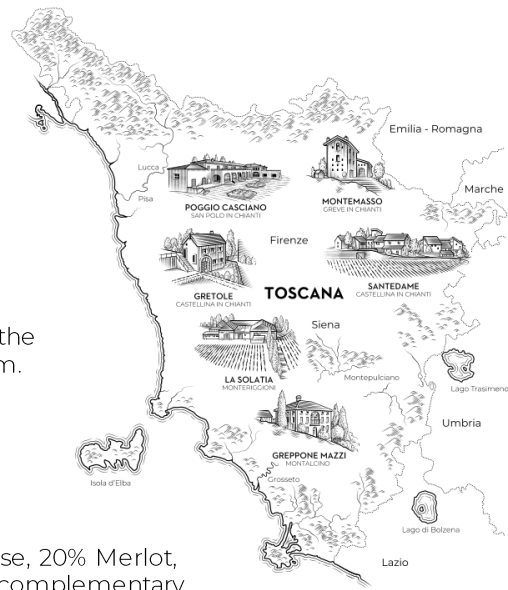 Emilia - Romagna
Lucca
Marche
Pisa
POGGIO CASCIANO
SAN POLO IN CHIANTI
MONTEMASSO
GREVE IN CHIANTI
Firenze
SANTEDAME
CASTELLINA IN CHIANTI
GRETOLE
CASTELLINA IN CHIANTI
TOSCANA
Siena
the
m.
LA SOLATIA
MONTERIGGIONI
Montepulciano
Lago Trasimeno
Umbria
GREPPONE MAZZI
MONTALCINO
Isola d'Elba
Grosseto
Lago di Bolzena
se, 20% Merlot,
Lazio
complementary